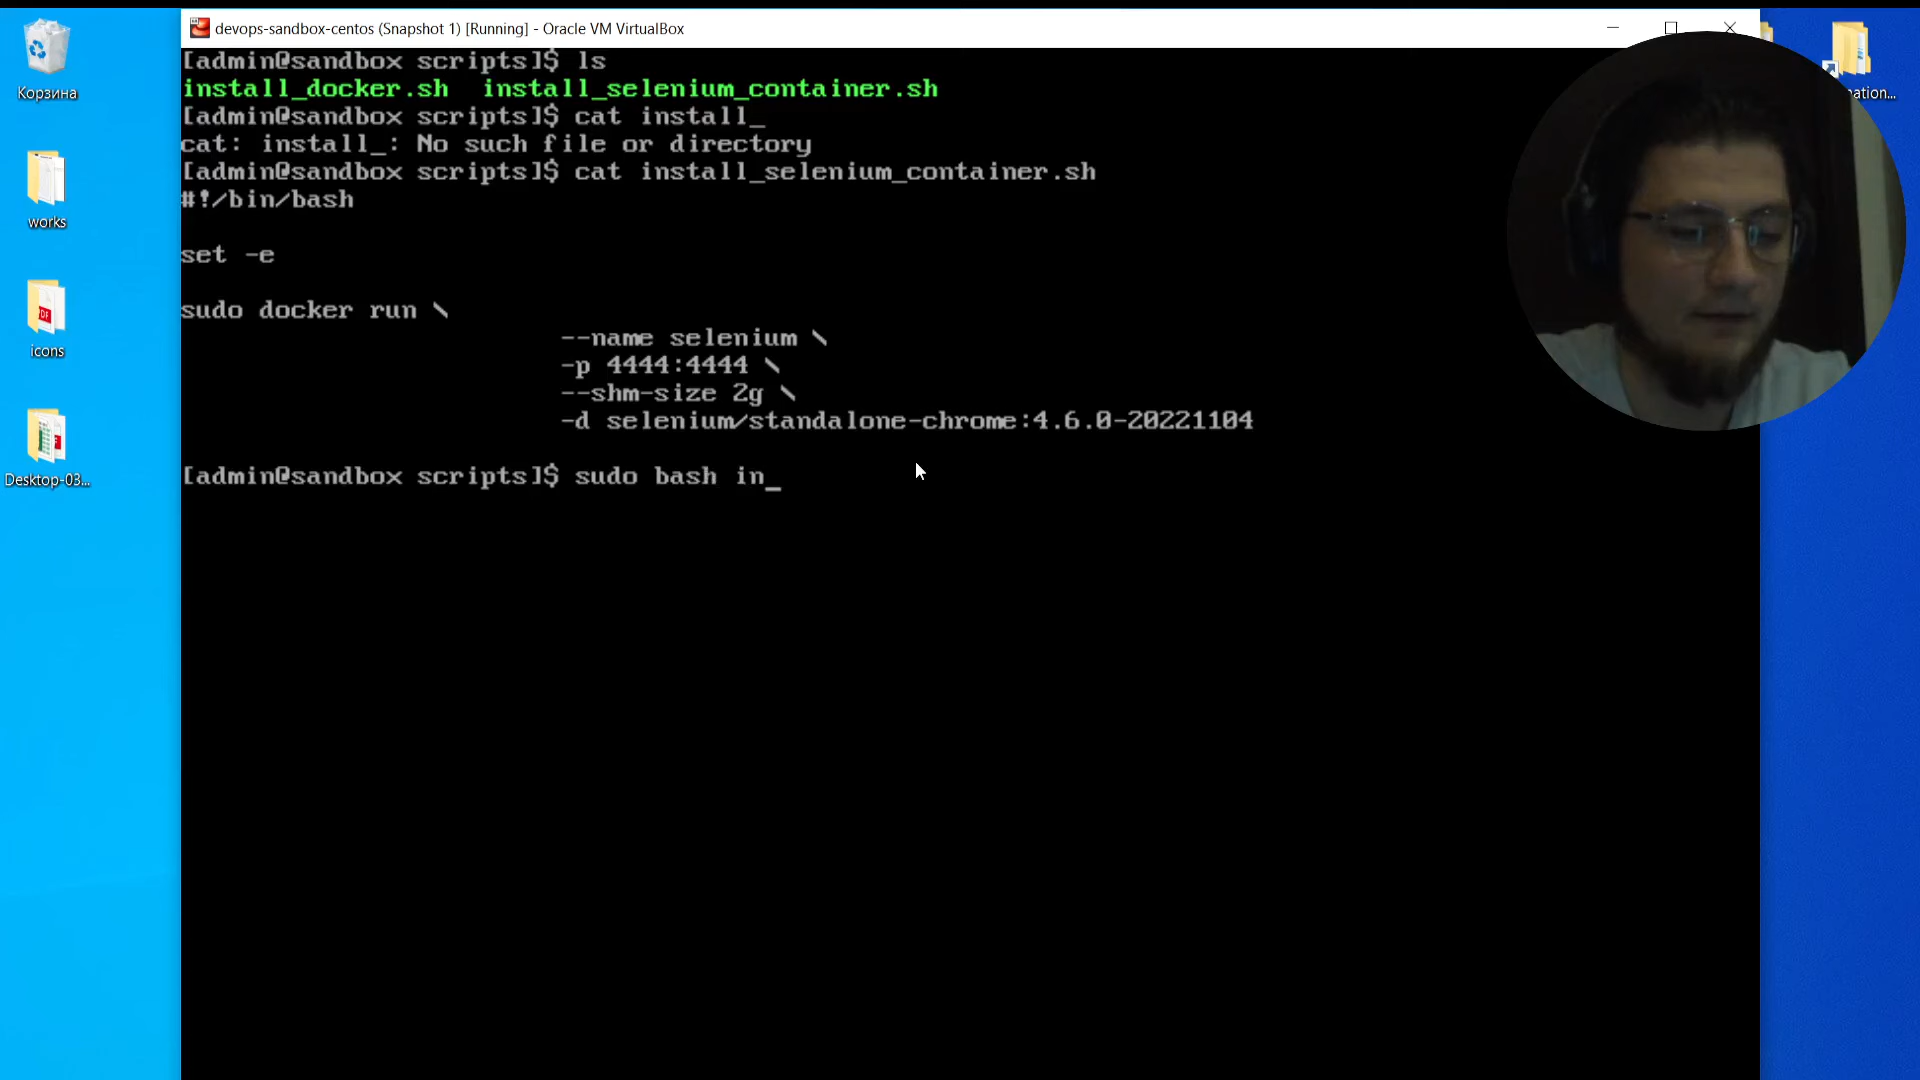 devops-sandbox-centos (Snapshot 1) [Running] - Oracle VM VirtualBox
[admin@sandbox scripts]$ ls
install_docker.sh  install_selenium_container.sh
[admin@sandbox scripts]$ cat install_
cat: install_: No such file or directory
[admin@sandbox scripts]$ cat install_selenium_container.sh
#!/bin/bash
set -e
sudo docker run \
--name selenium \
-p 4444:4444 \
--shm-size 2g \
-d selenium/standalone-chrome:4.6.0-20221104
[admin@sandbox scripts]$ sudo bash in_
Корзина
works
icons
Desktop-03...